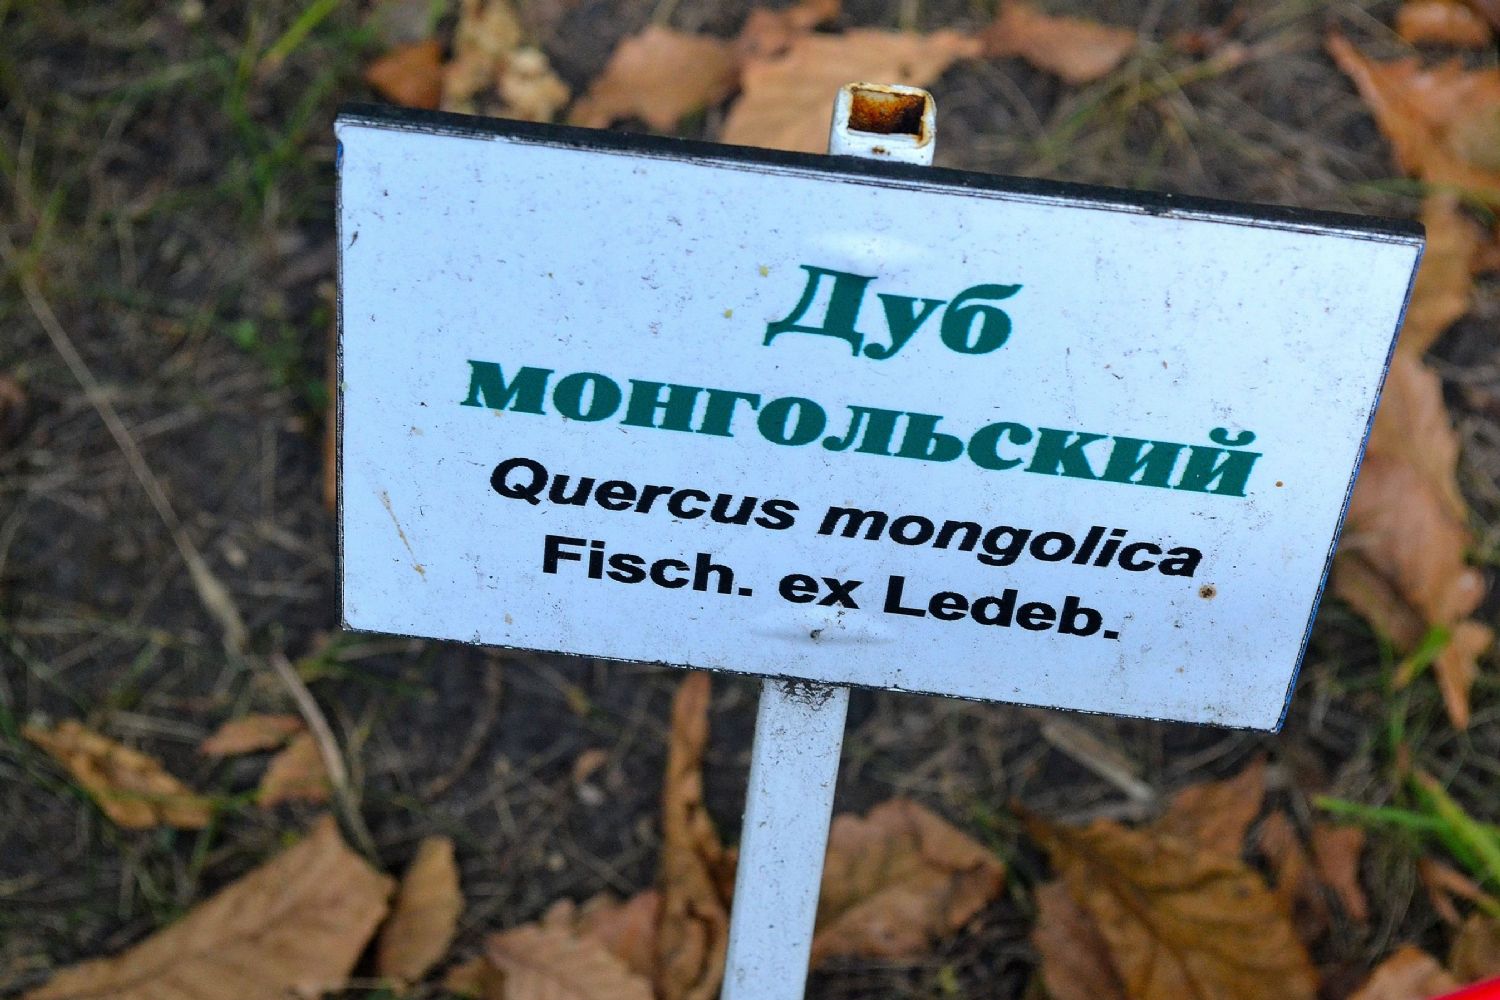 Дуб
монгольский
Quercus mongolica
Fisch. ex Ledeb.